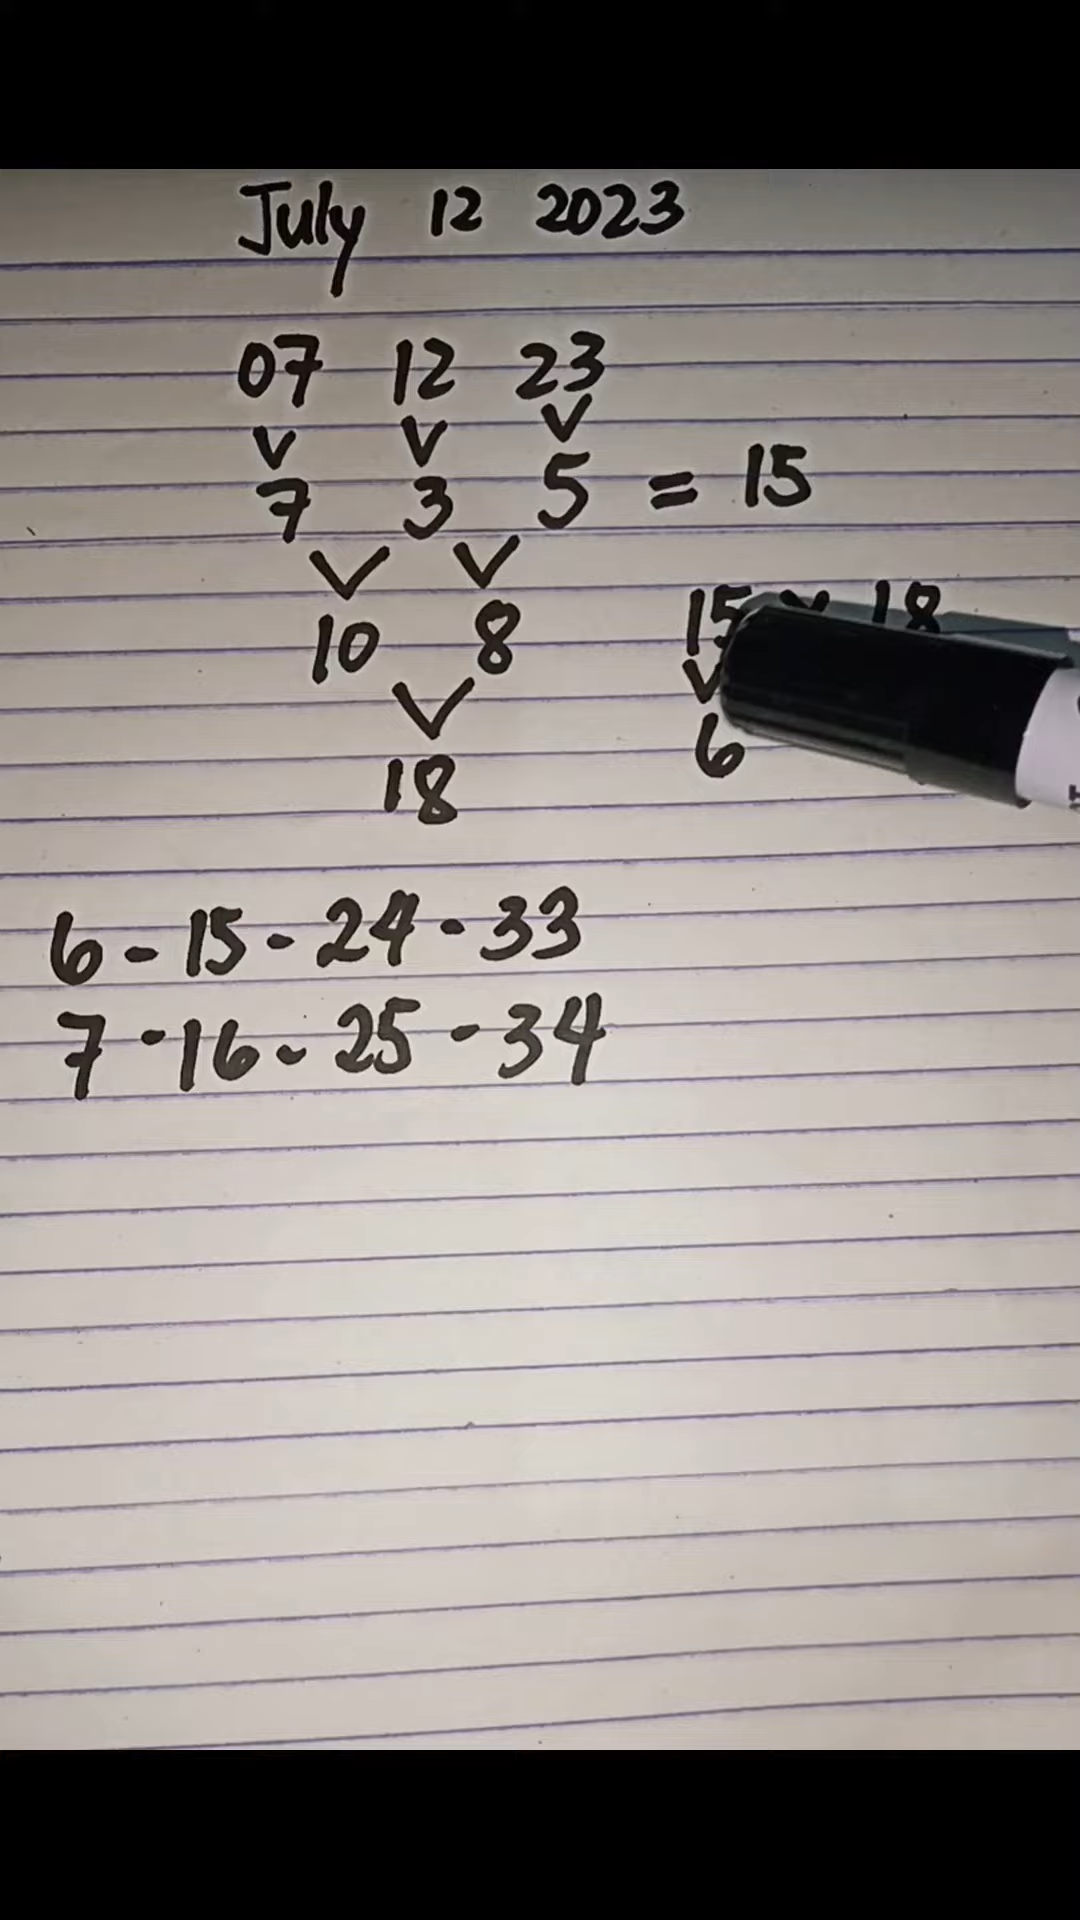 July 12 2023
07 12 23
v v v
7 3 5 = 15
v v
10 8
15 18
v
v
6
18
6 - 15 - 24 - 33
7 - 16 - 25 - 34